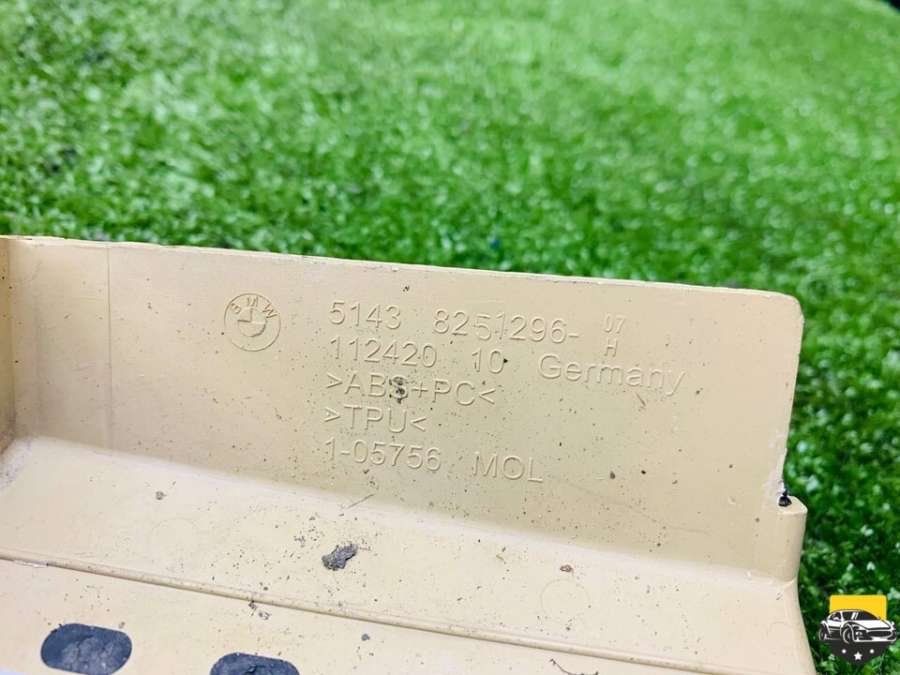 BMW
5143 8251296- 07
H
112420 10 Germany
>ABS+PC<
>TPU<
1-05756 MOL